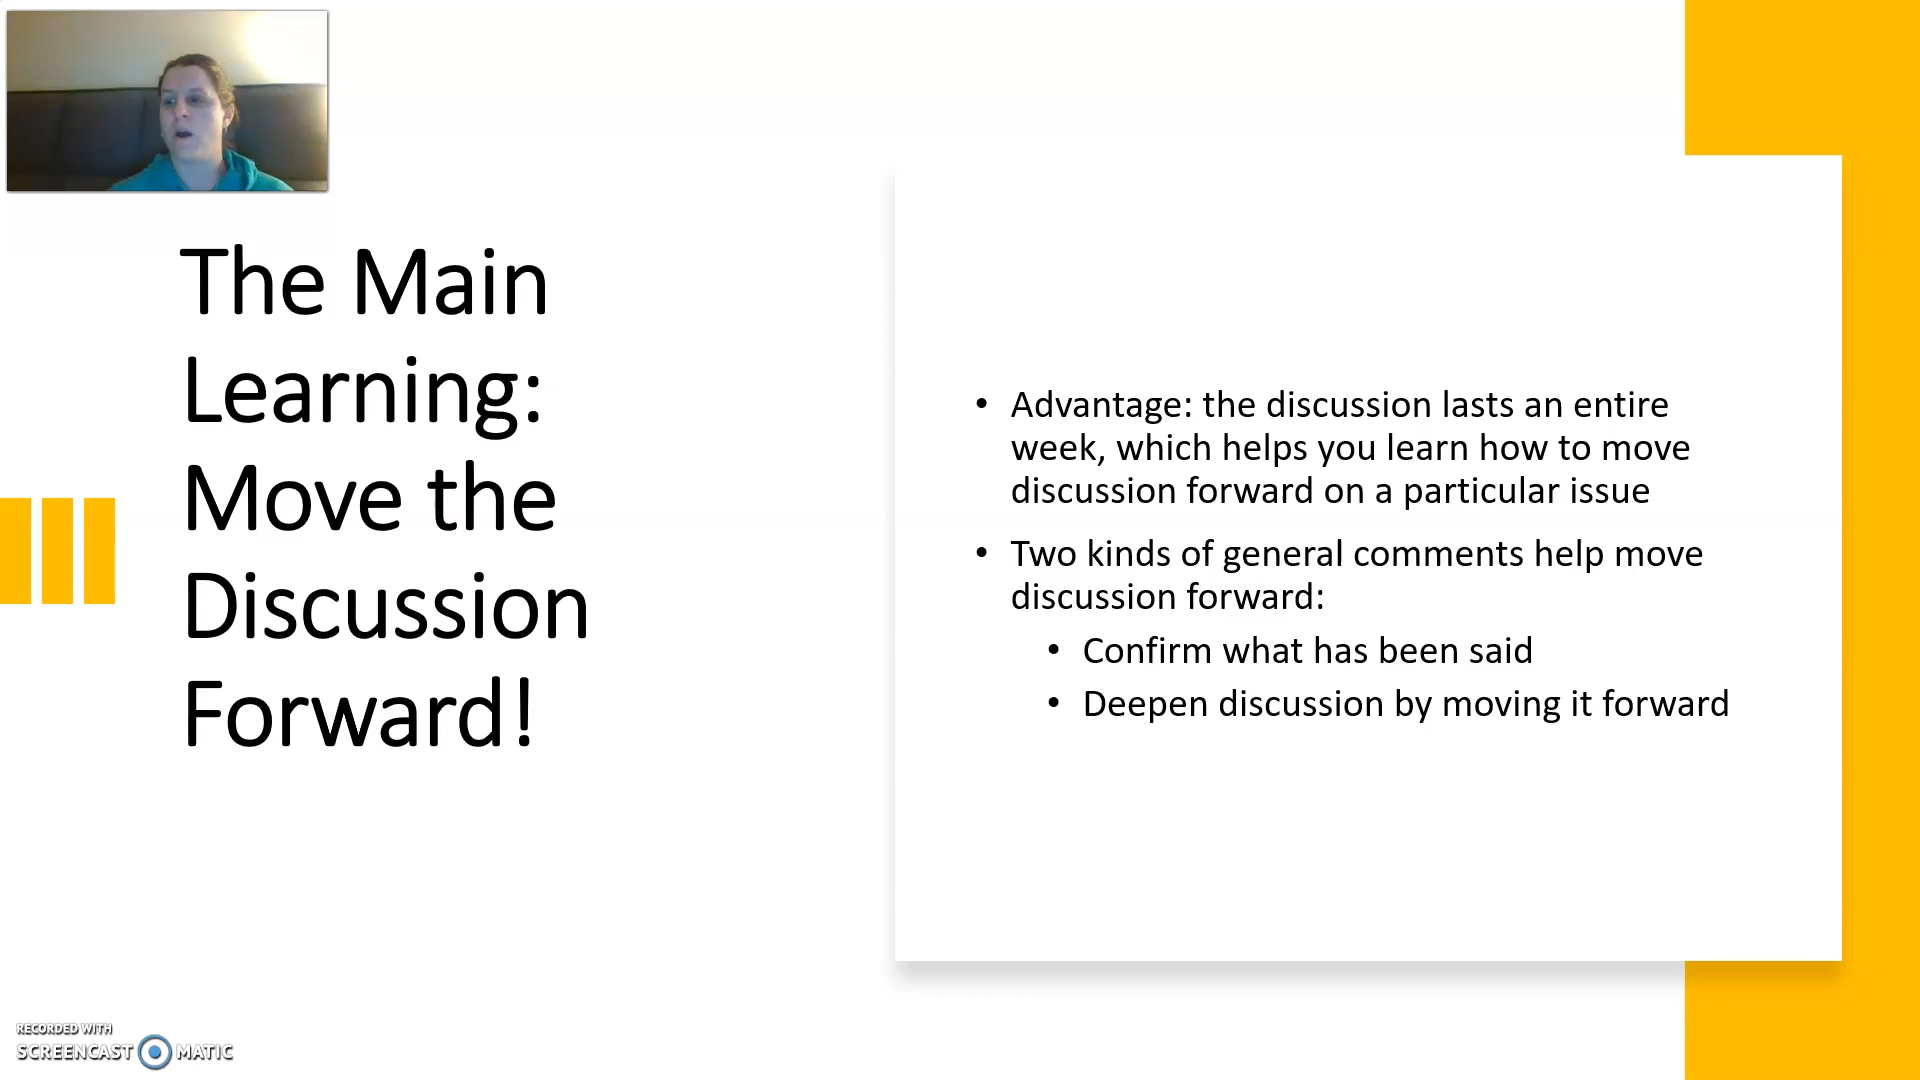 The Main
Learning:
Move the
Discussion
Forward!
• Advantage: the discussion lasts an entire
week, which helps you learn how to move
discussion forward on a particular issue
• Two kinds of general comments help move
discussion forward:
• Confirm what has been said
• Deepen discussion by moving it forward
RECORDED WITH
SCREENCAST MATIC